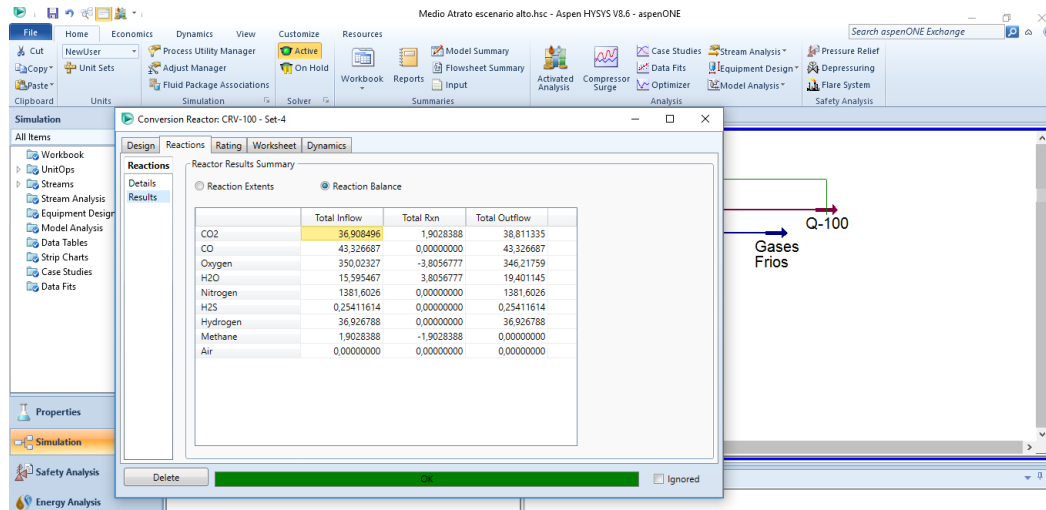 Medio Atrato escenario alto.hsc - Aspen HYSYS V8.6 - aspenONE
File Home Economics Dynamics View Customize Resources Search aspenONE Exchange
Cut NewUser Process Utility Manager Active Model Summary Case Studies Stream Analysis Pressure Relief
Copy Unit Sets Adjust Manager On Hold Flowsheet Summary Data Fits Equipment Design Depressuring
Paste Fluid Package Associations Workbook Reports Input Activated Analysis Compressor Surge Optimizer Model Analysis Flare System
Clipboard Units Simulation Solver Summaries Analysis Safety Analysis
Simulation
All Items
Workbook
UnitOps
Streams
Stream Analysis
Equipment Design
Model Analysis
Data Tables
Strip Charts
Case Studies
Data Fits
Properties
Simulation
Safety Analysis
Energy Analysis
Conversion Reactor: CRV-100 - Set-4
Design Reactions Rating Worksheet Dynamics
Reactions
Details
Results
Reactor Results Summary
Reaction Extents Reaction Balance
Total Inflow Total Rxn Total Outflow
CO2 36,908496 1,9028388 38,811335
CO 43,326687 0,00000000 43,326687
Oxygen 350,02327 -3,8056777 346,21759
H2O 15,595467 3,8056777 19,401145
Nitrogen 1381,6026 0,00000000 1381,6026
H2S 0,25411614 0,00000000 0,25411614
Hydrogen 36,926788 0,00000000 36,926788
Methane 1,9028388 -1,9028388 0,00000000
Air 0,00000000 0,00000000 0,00000000
Delete OK Ignored
Q-100
Gases
Frios